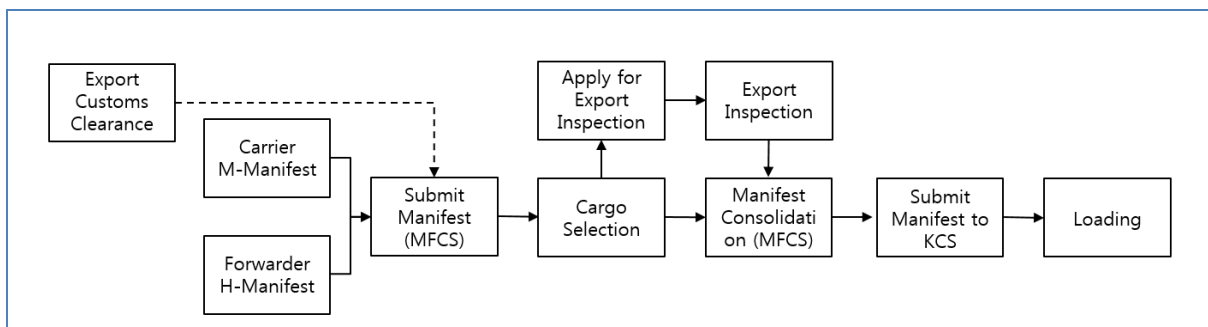 Export
Customs
Clearance
Carrier
M-Manifest
Forwarder
H-Manifest
Submit
Manifest
(MFCS)
Cargo
Selection
Apply for
Export
Inspection
Export
Inspection
Manifest
Consolidati
on (MFCS)
Submit
Manifest to
KCS
Loading